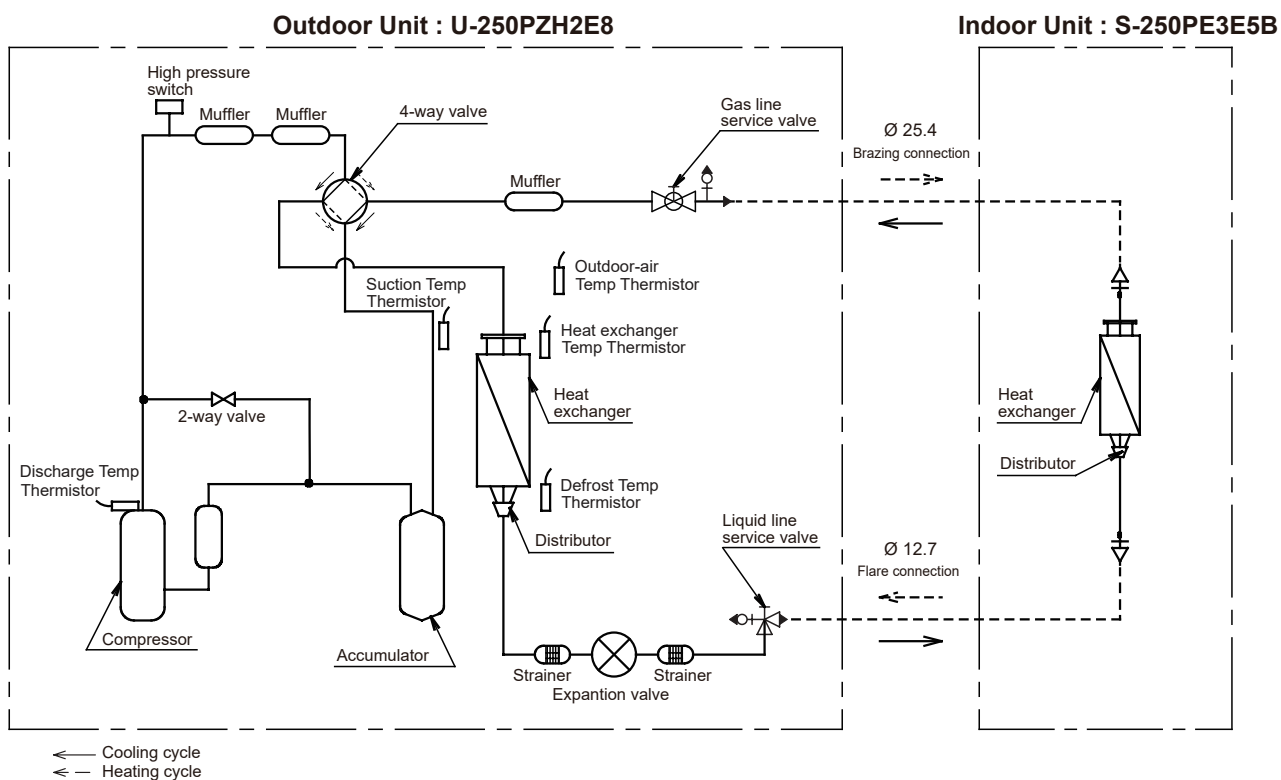 Outdoor Unit : U-250PZH2E8
Indoor Unit : S-250PE3E5B
High pressure
switch
Muffler
Muffler
4-way valve
Gas line
service valve
Ø 25.4
Brazing connection
Muffler
Outdoor-air
Temp Thermistor
Suction Temp
Thermistor
Heat exchanger
Temp Thermistor
Heat
exchanger
Heat
exchanger
2-way valve
Discharge Temp
Thermistor
Defrost Temp
Thermistor
Distributor
Distributor
Liquid line
service valve
Ø 12.7
Flare connection
Compressor
Accumulator
Strainer
Strainer
Expantion valve
Cooling cycle
Heating cycle